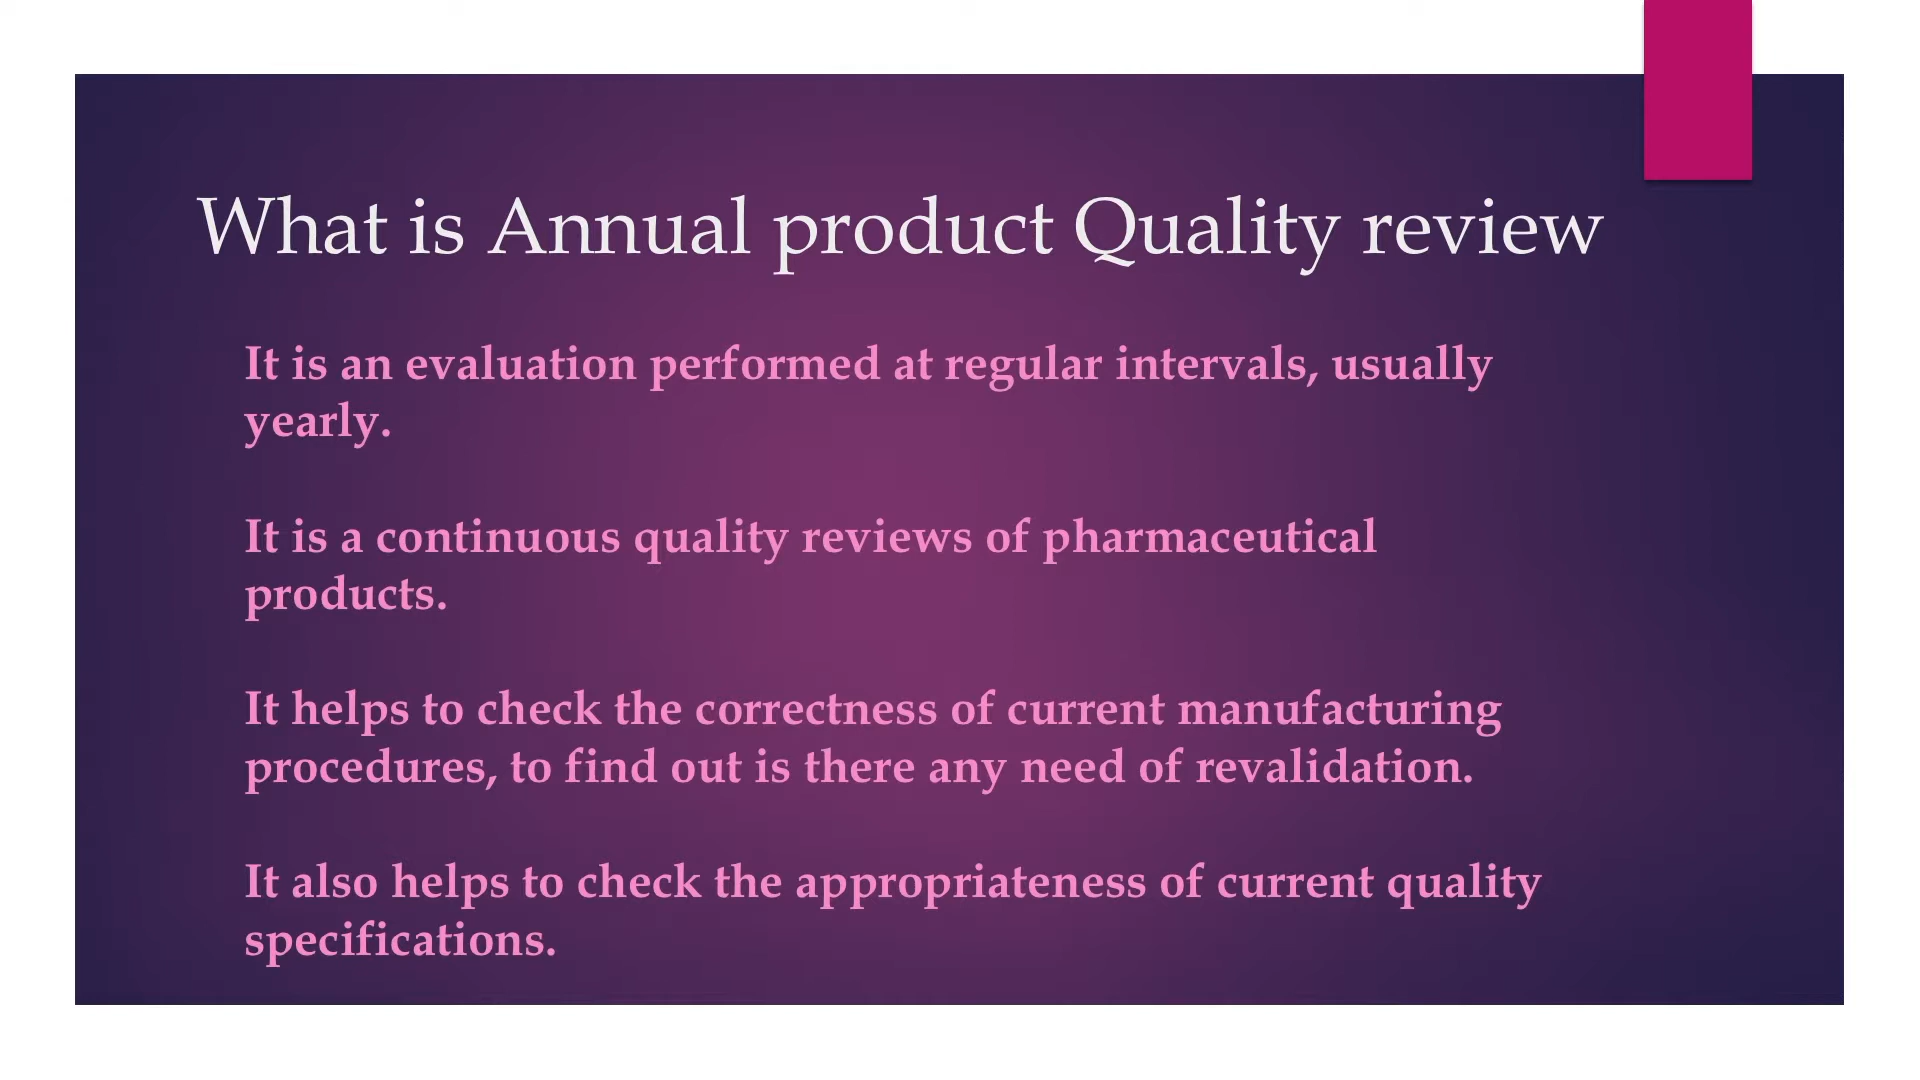 What is Annual product Quality review
It is an evaluation performed at regular intervals, usually
yearly.
It is a continuous quality reviews of pharmaceutical
products.
It helps to check the correctness of current manufacturing
procedures, to find out is there any need of revalidation.
It also helps to check the appropriateness of current quality
specifications.